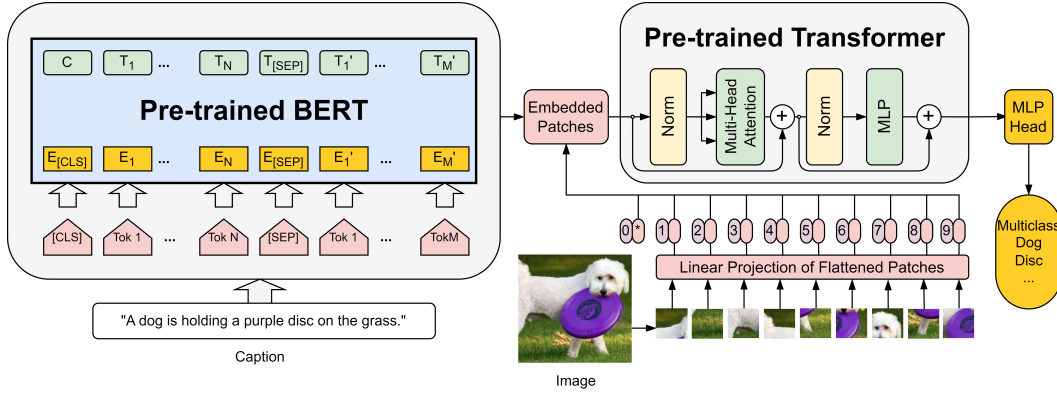 C T1 ... TN T[SEP] T1' ... TM'
Pre-trained BERT
E[CLS] E1 ... EN E[SEP] E1' ... EM'
[CLS] Tok 1 ... Tok N [SEP] Tok 1 ... TokM
"A dog is holding a purple disc on the grass."
Caption
Embedded
Patches
Pre-trained Transformer
Norm
Multi-Head
Attention
+
Norm
MLP
+
MLP
Head
Multiclass
Dog
Disc
...
0 * 1 2 3 4 5 6 7 8 9
Linear Projection of Flattened Patches
Image